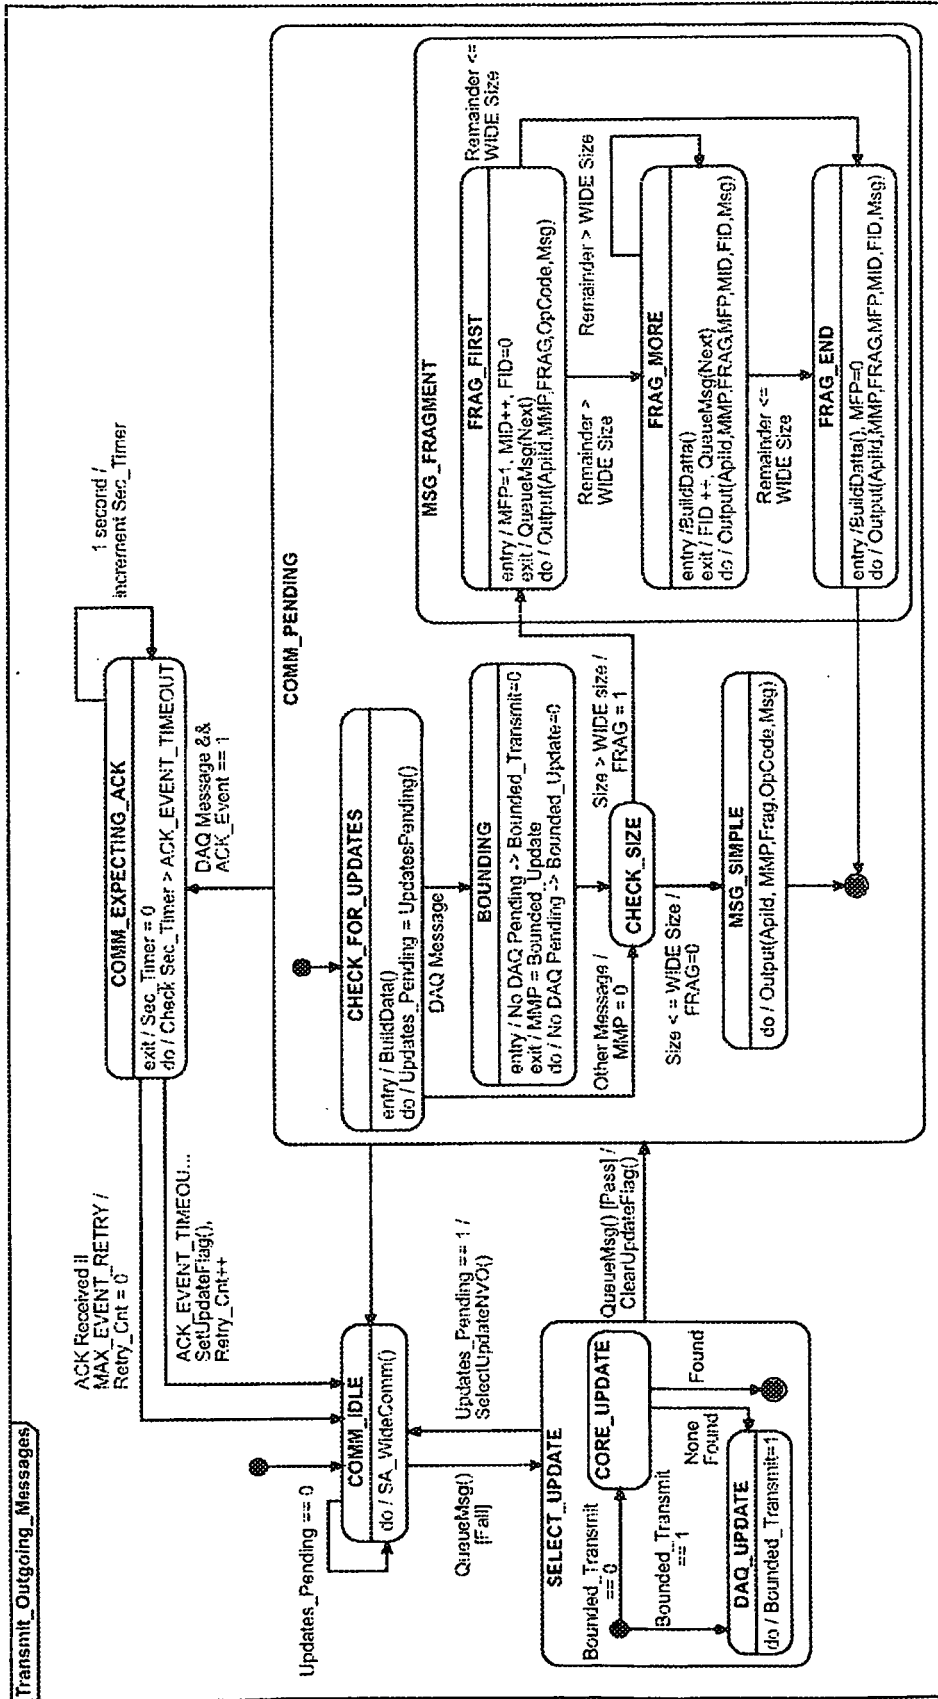 Transmit_Outgoing_Messages
Updates_Pending == 0
COMM_IDLE
do / SA_WideComm()
ACK Received ||
MAX_EVENT_RETRY /
Retry_Cnt = 0
ACK_EVENT_TIMEOU...
SetUpdateFlag(),
Retry_Cnt++
COMM_EXPECTING_ACK
exit / Sec_Timer = 0
do / Check Sec_Timer > ACK_EVENT_TIMEOUT
1 second /
increment Sec_Timer
DAQ Message &&
ACK_Event == 1
QueueMsg()
[Fail]
Updates_Pending == 1 /
SelectUpdateNVO()
SELECT_UPDATE
Bounded_Transmit
== 0
CORE_UPDATE
Bounded_Transmit
== 1
None
Found
Found
DAQ_UPDATE
do / Bounded_Transmit=1
QueueMsg() [Pass] /
ClearUpdateFlag()
COMM_PENDING
CHECK_FOR_UPDATES
entry / BuildData()
do / Updates_Pending = UpdatesPending()
DAQ Message
BOUNDING
entry / No DAQ Pending -> Bounded_Transmit=0
exit / MMP = Bounded_Update
do / No DAQ Pending -> Bounded_Update=0
Other Message /
MMP = 0
CHECK_SIZE
Size > WIDE size /
FRAG = 1
Size < = WIDE Size /
FRAG=0
MSG_SIMPLE
do / Output(ApiId, MMP,Frag,OpCode,Msg)
MSG_FRAGMENT
FRAG_FIRST
entry / MFP=1, MID++, FID=0
exit / QueueMsg(Next)
do / Output(ApiId,MMP,FRAG,OpCode,Msg)
Remainder <=
WIDE Size
Remainder >
WIDE Size
Remainder > WIDE Size
FRAG_MORE
entry /BuildData()
exit / FID ++, QueueMsg(Next)
do / Output(ApiId,MMP,FRAG,MFP,MID,FID,Msg)
Remainder <=
WIDE Size
FRAG_END
entry /BuildData(), MFP=0
do / Output(ApiId,MMP,FRAG,MFP,MID,FID,Msg)